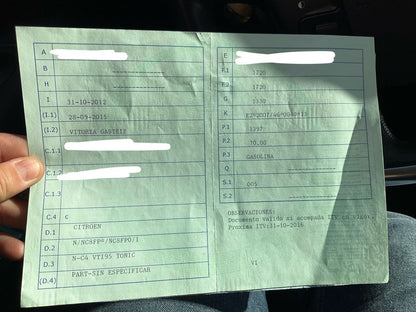 A
B ----------------
H ----------------
I 31-10-2012
(I.1) 28-05-2015
(I.2) VITORIA GASTEIZ
C.1.1
C.1.2
C.1.3
C.4 c
D.1 CITROEN
D.2
D.3 N-C4 VTI95 TONIC
(D.4) PART-SIN ESPECIFICAR
E
F.1 1720
F.2 1720
G 1330
K
P.1 1397
P.2 70.00
P.3 GASOLINA
Q ----------------
S.1 005
S.2 ----------------
OBSERVACIONES:
Documento valido si acompaña ITV en vigor.
Proxima ITV:31-10-2016
VI